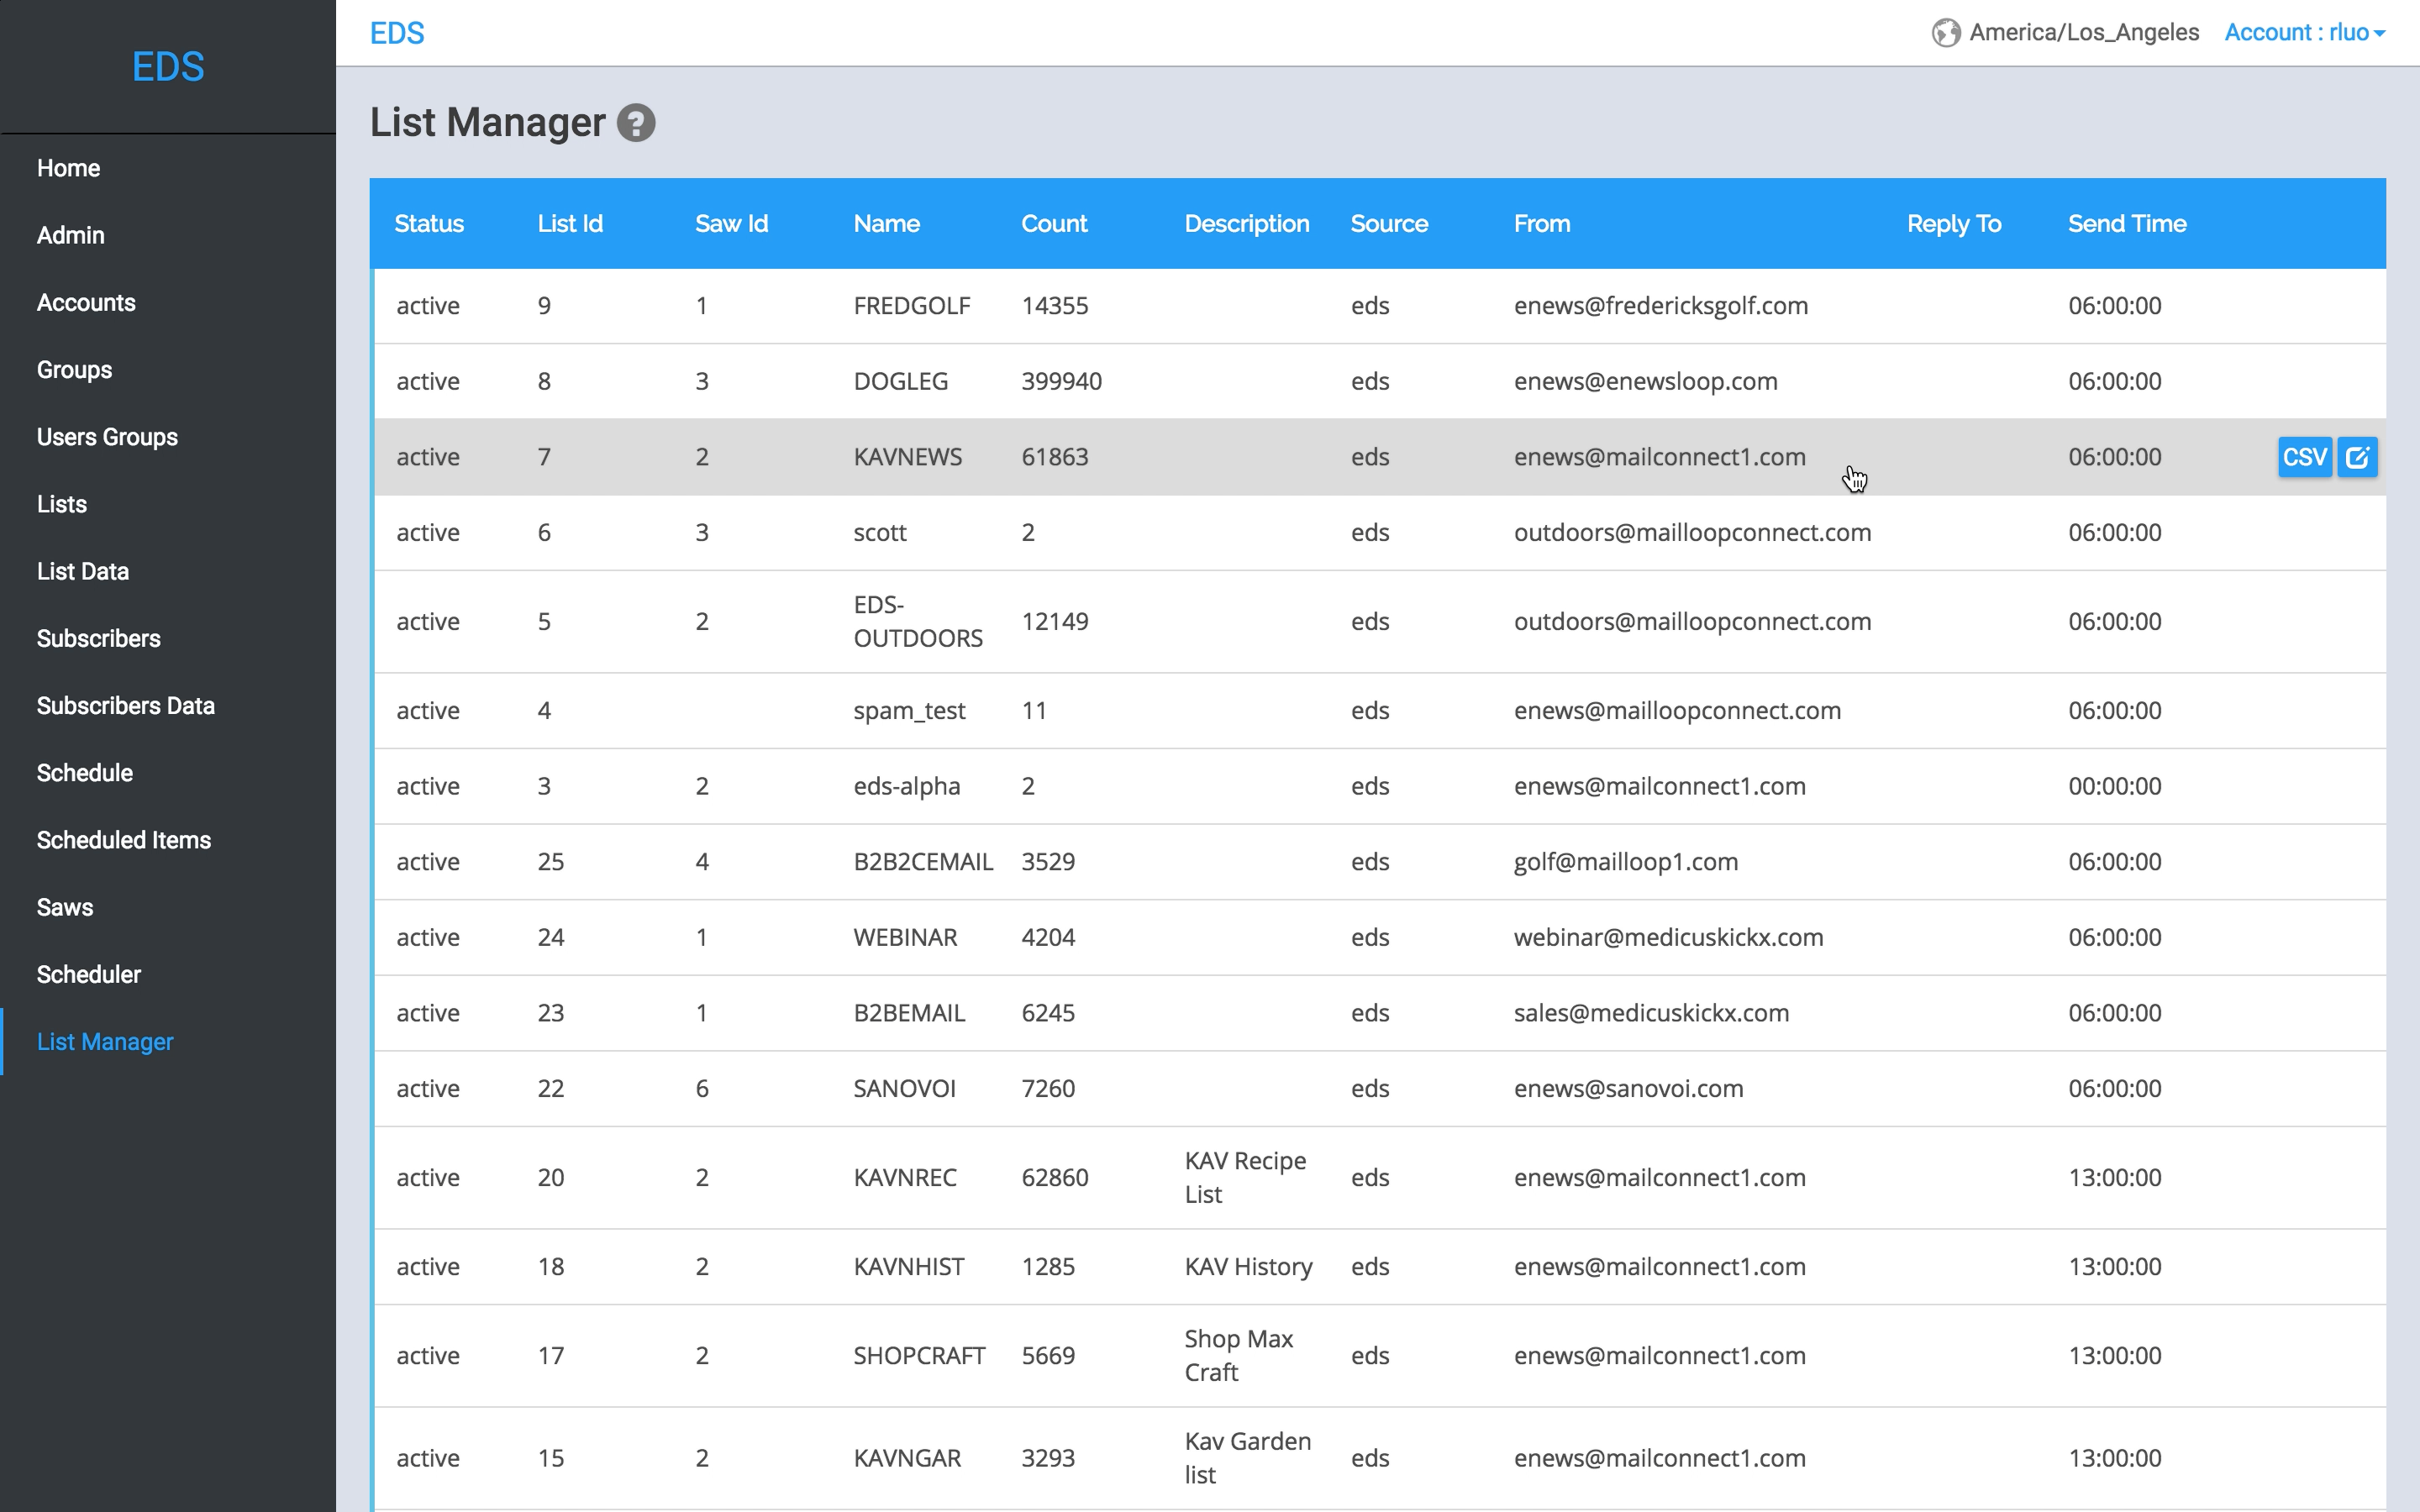 EDS
EDS
America/Los_Angeles
Account : rluo
Home
Admin
Accounts
Groups
Users Groups
Lists
List Data
Subscribers
Subscribers Data
Schedule
Scheduled Items
Saws
Scheduler
List Manager
List Manager ?
Status List Id Saw Id Name Count Description Source From Reply To Send Time
active 9 1 FREDGOLF 14355 eds enews@fredericksgolf.com 06:00:00
active 8 3 DOGLEG 399940 eds enews@enewsloop.com 06:00:00
active 7 2 KAVNEWS 61863 eds enews@mailconnect1.com 06:00:00 CSV
active 6 3 scott 2 eds outdoors@mailloopconnect.com 06:00:00
active 5 2 EDS-
OUTDOORS 12149 eds outdoors@mailloopconnect.com 06:00:00
active 4 spam_test 11 eds enews@mailloopconnect.com 06:00:00
active 3 2 eds-alpha 2 eds enews@mailconnect1.com 00:00:00
active 25 4 B2B2CEMAIL 3529 eds golf@mailloop1.com 06:00:00
active 24 1 WEBINAR 4204 eds webinar@medicuskickx.com 06:00:00
active 23 1 B2BEMAIL 6245 eds sales@medicuskickx.com 06:00:00
active 22 6 SANOVOI 7260 eds enews@sanovoi.com 06:00:00
active 20 2 KAVNREC 62860 KAV Recipe
List eds enews@mailconnect1.com 13:00:00
active 18 2 KAVNHIST 1285 KAV History eds enews@mailconnect1.com 13:00:00
active 17 2 SHOPCRAFT 5669 Shop Max
Craft eds enews@mailconnect1.com 13:00:00
active 15 2 KAVNGAR 3293 Kav Garden
list eds enews@mailconnect1.com 13:00:00